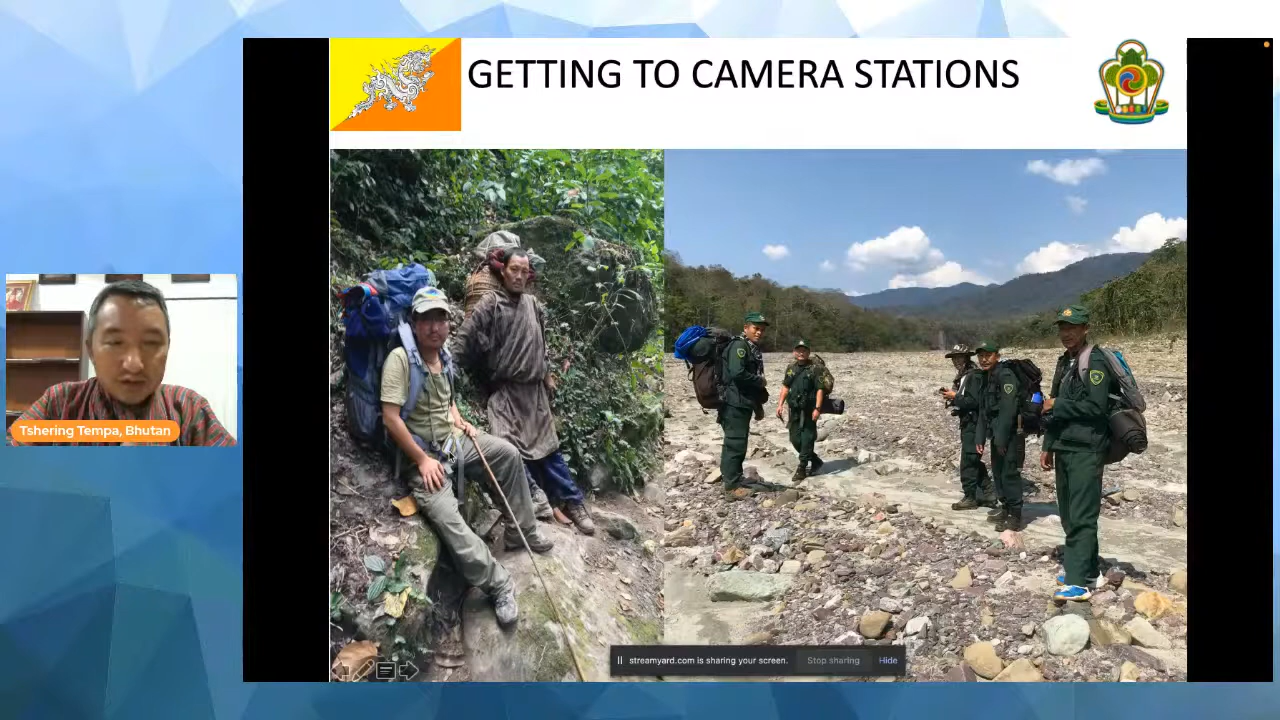 GETTING TO CAMERA STATIONS
Tshering Tempa, Bhutan
streamyard.com is sharing your screen.
Stop sharing
Hide